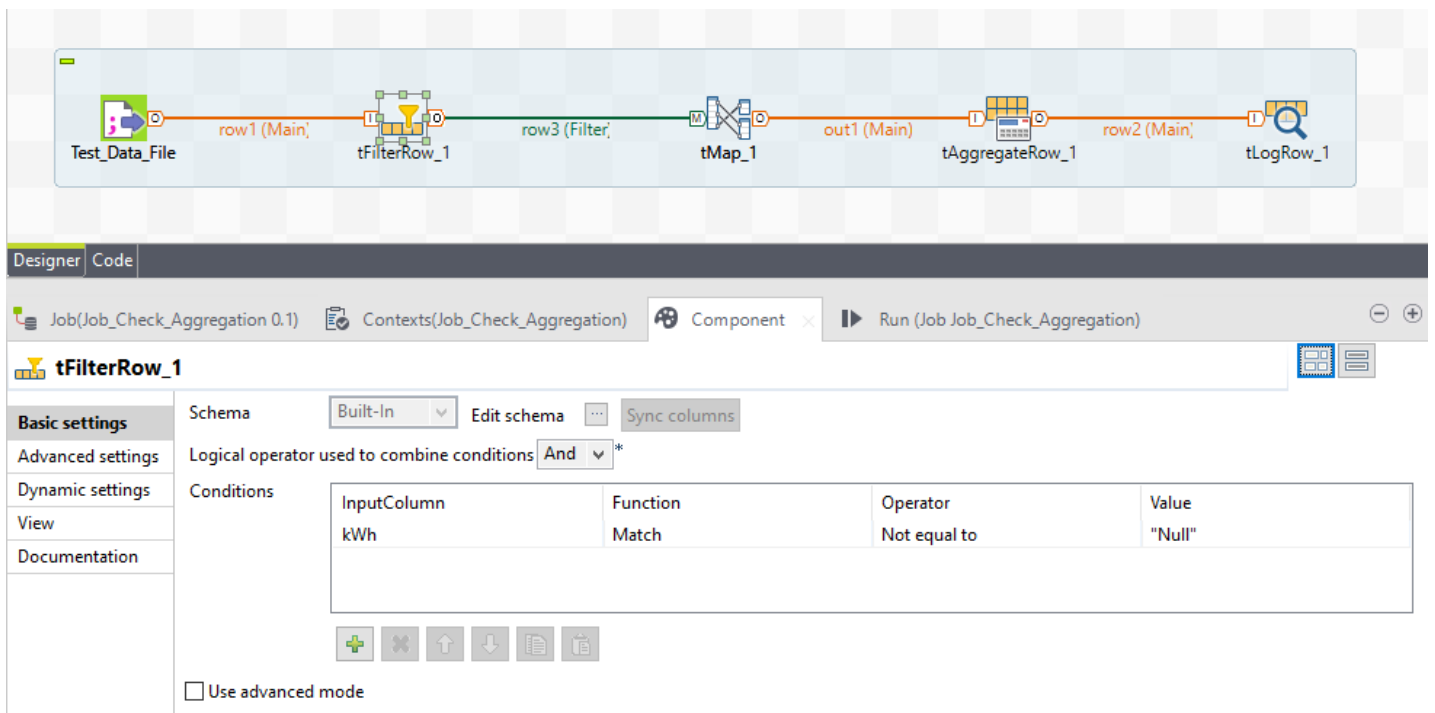 row1 (Main)
row3 (Filter)
out1 (Main)
row2 (Main)
Test_Data_File
tFilterRow_1
tMap_1
tAggregateRow_1
tLogRow_1
Designer Code
Job(Job_Check_Aggregation 0.1) Contexts(Job_Check_Aggregation) Component Run (Job Job_Check_Aggregation)
tFilterRow_1
Basic settings
Advanced settings
Dynamic settings
View
Documentation
Schema Built-In Edit schema ... Sync columns
Logical operator used to combine conditions And *
Conditions
InputColumn Function Operator Value
kWh Match Not equal to "Null"
Use advanced mode